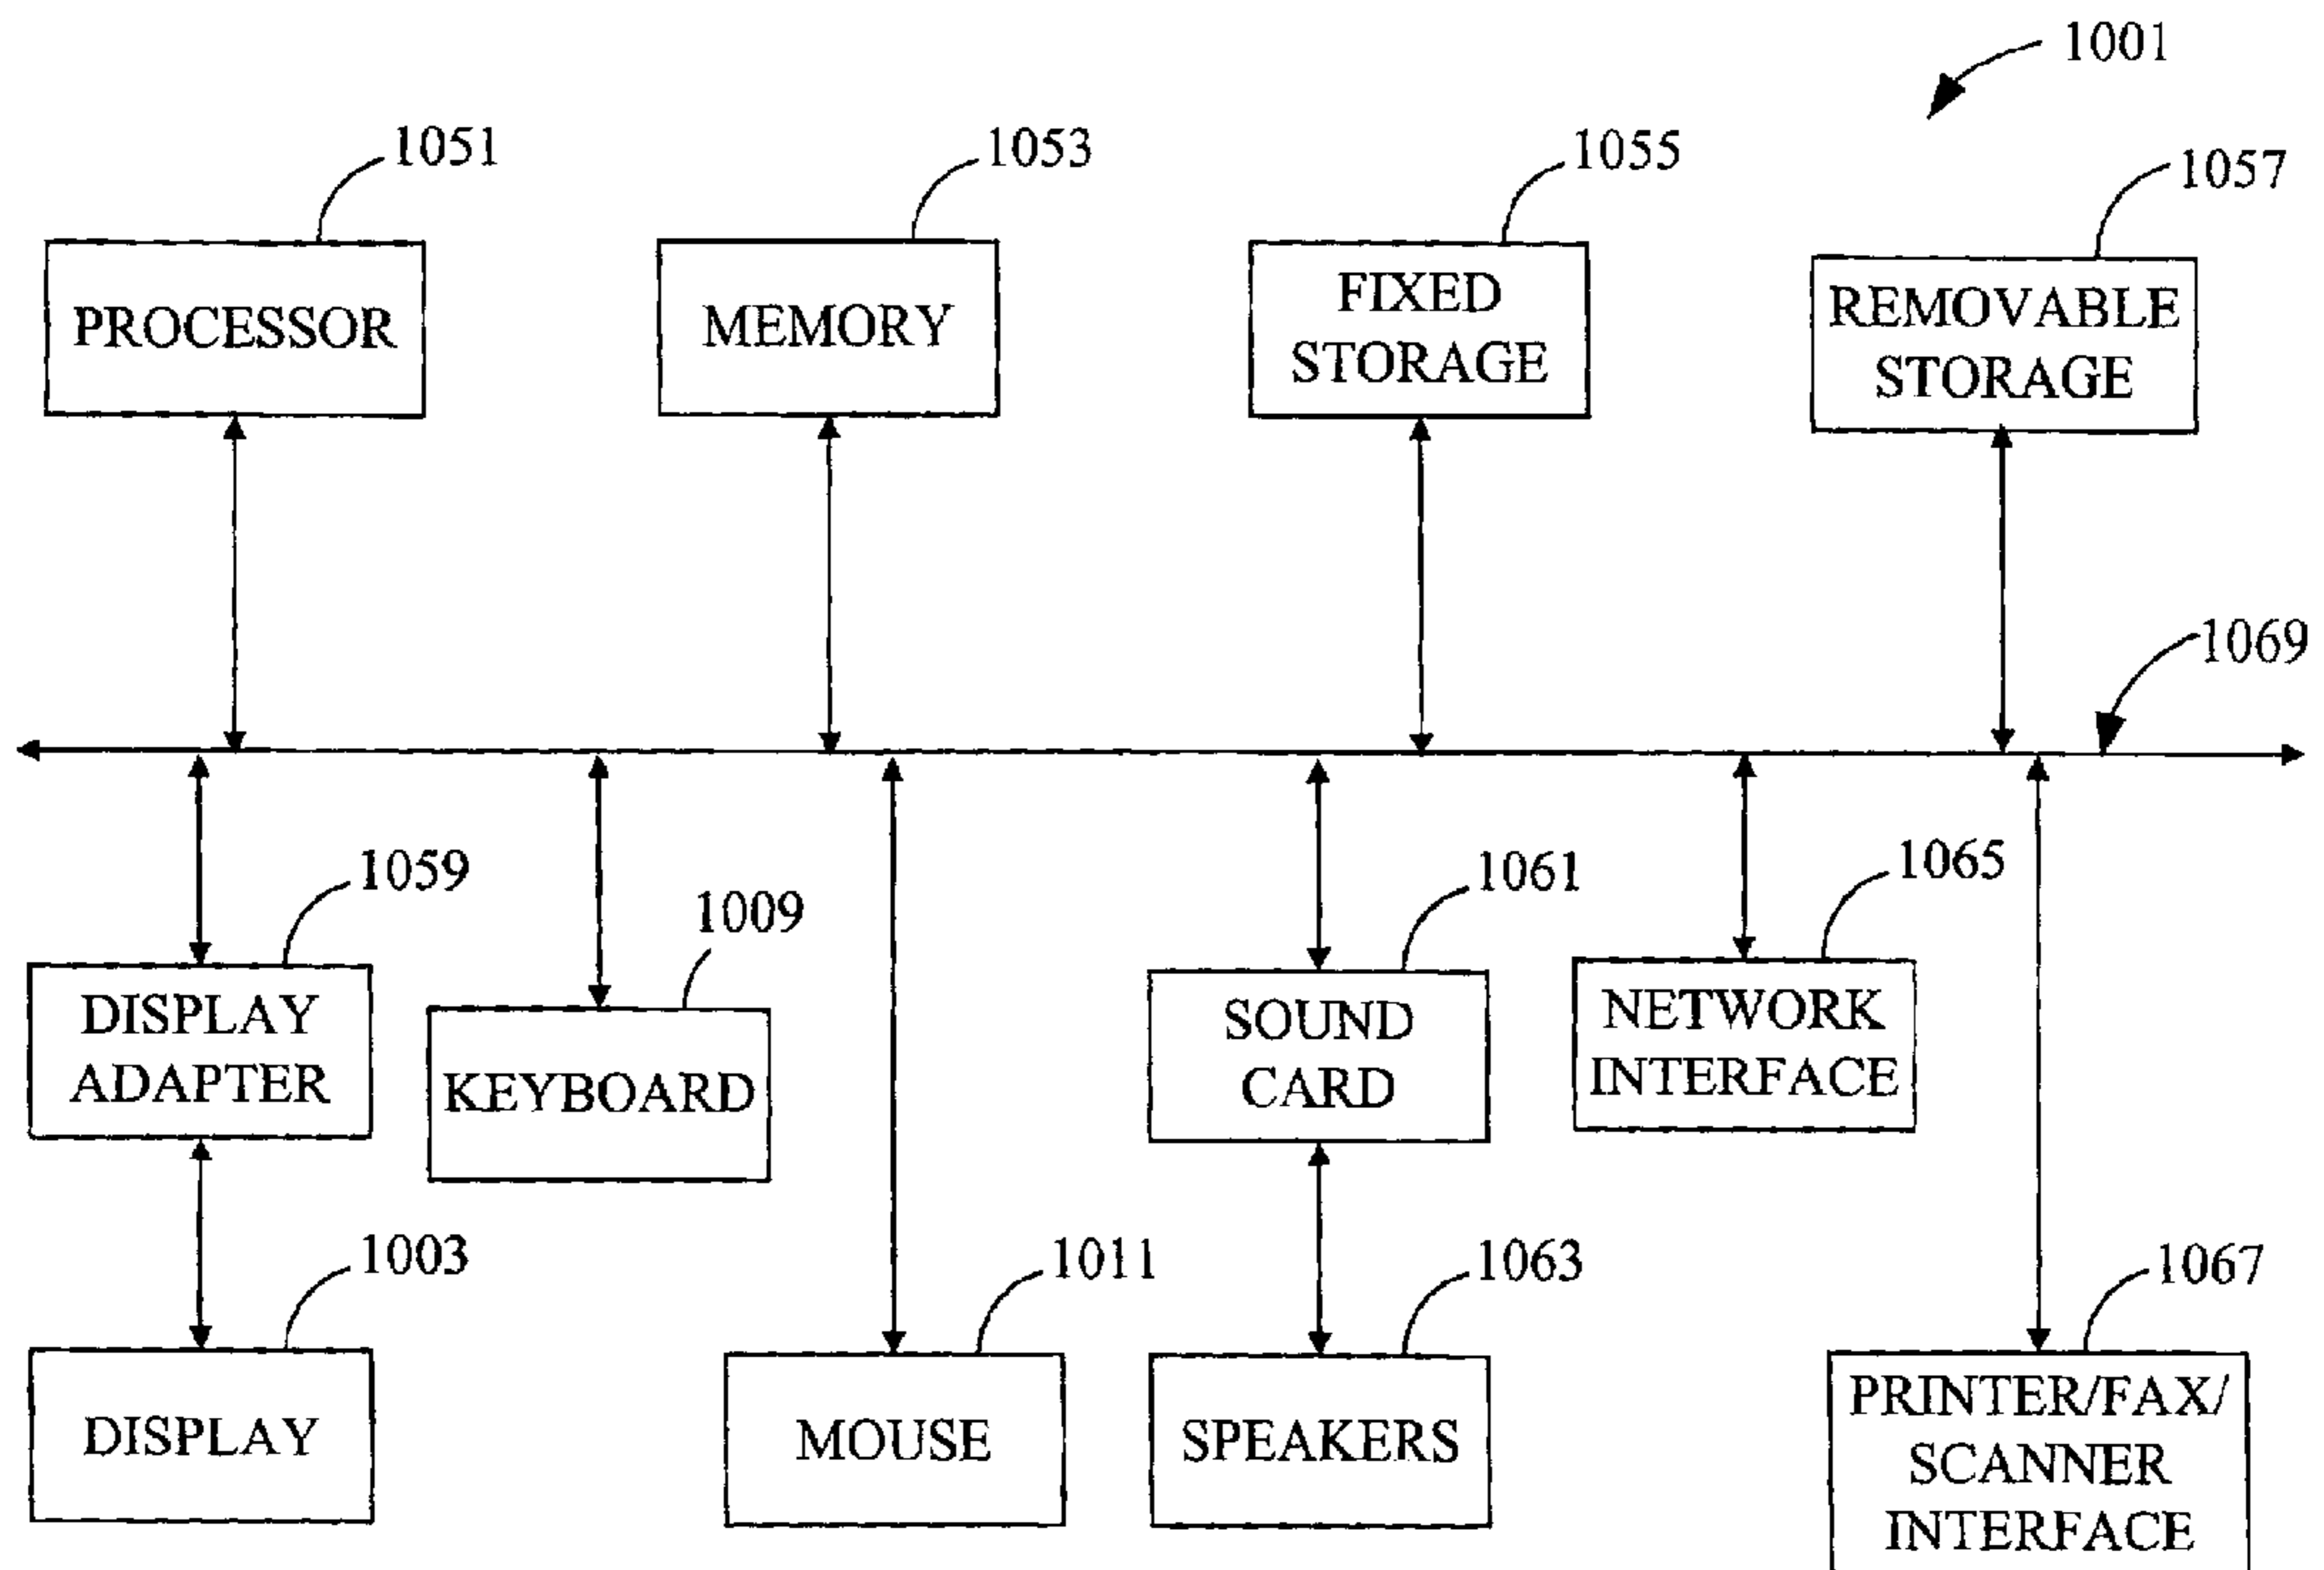 1001
1051
1053
1055
1057
PROCESSOR
MEMORY
FIXED
STORAGE
REMOVABLE
STORAGE
1069
1059
1009
1061
1065
DISPLAY
ADAPTER
KEYBOARD
SOUND
CARD
NETWORK
INTERFACE
1003
1011
1063
1067
DISPLAY
MOUSE
SPEAKERS
PRINTER/FAX/
SCANNER
INTERFACE